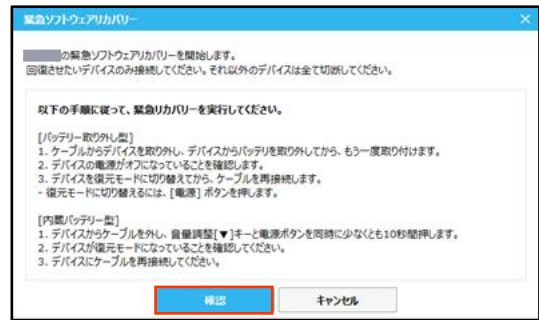 緊急ソフトウェアリカバリー
の緊急ソフトウェアリカバリーを開始します。
回復させたいデバイスのみ接続してください。それ以外のデバイスは全て切断してください。
以下の手順に従って、緊急リカバリーを実行してください。
[バッテリー取り外し型]
1. ケーブルからデバイスを取り外し、デバイスからバッテリを取り外してから、もう一度取り付けます。
2. デバイスの電源がオフになっていることを確認します。
3. デバイスを復元モードに切り替えてから、ケーブルを再接続します。
- 復元モードに切り替えるには、[電源] ボタンを押します。
[内蔵バッテリー型]
1. デバイスからケーブルを外し、音量調整[▼]キーと電源ボタンを同時に少なくとも10秒間押します。
2. デバイスが復元モードになっていることを確認してください。
3. デバイスにケーブルを再接続してください。
確認
キャンセル